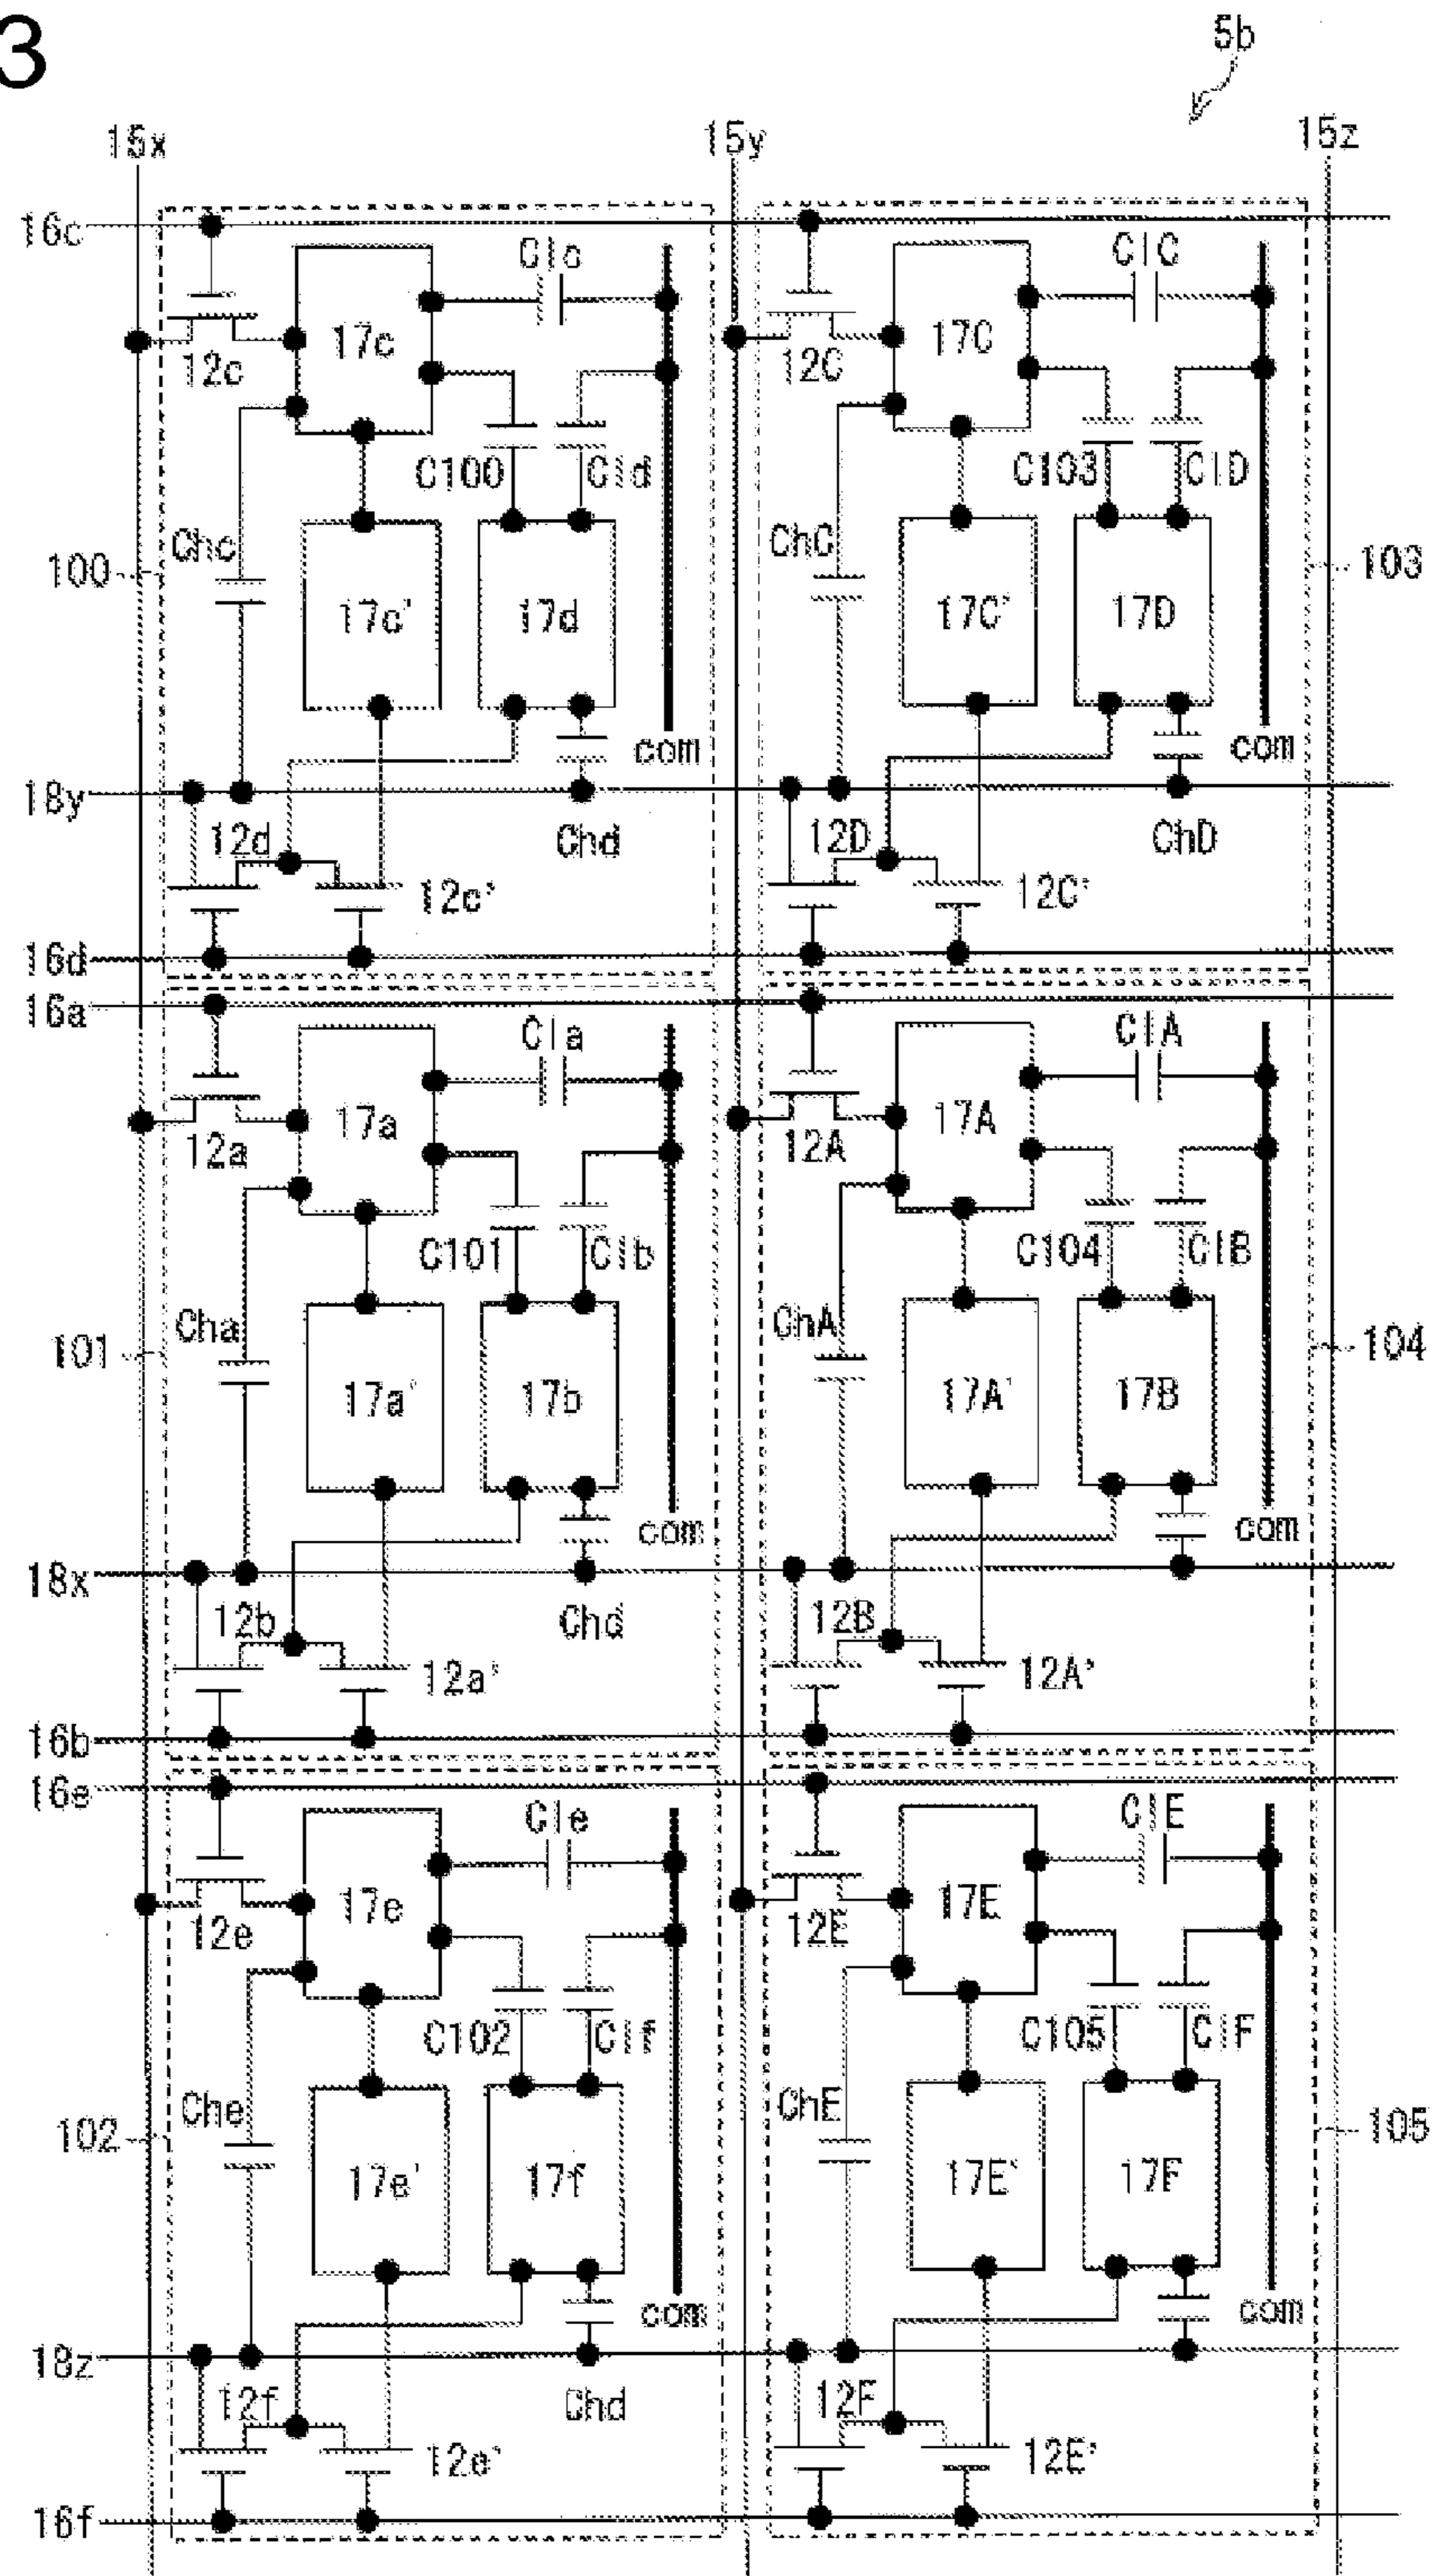 3
5b
15x 15y 15z
16c
Clc ClC
17c 17C
12c 12C
C100 Cld C103 ClD
Chc ChC
100 103
17c' 17d 17C' 17D
com com
18y
12d Chd 12D ChD
12c' 12C'
16d
16a
Cla ClA
17a 17A
12a 12A
C101 Clb C104 ClB
Cha ChA
101 104
17a' 17b 17A' 17B
com com
18x
12b Chd 12B
12a' 12A'
16b
16e
Cle ClE
17e 17E
12e 12E
C102 Clf C105 ClF
Che ChE
102 105
17e' 17f 17E' 17F
com com
18z
12f Chd 12F
12e' 12E'
16f